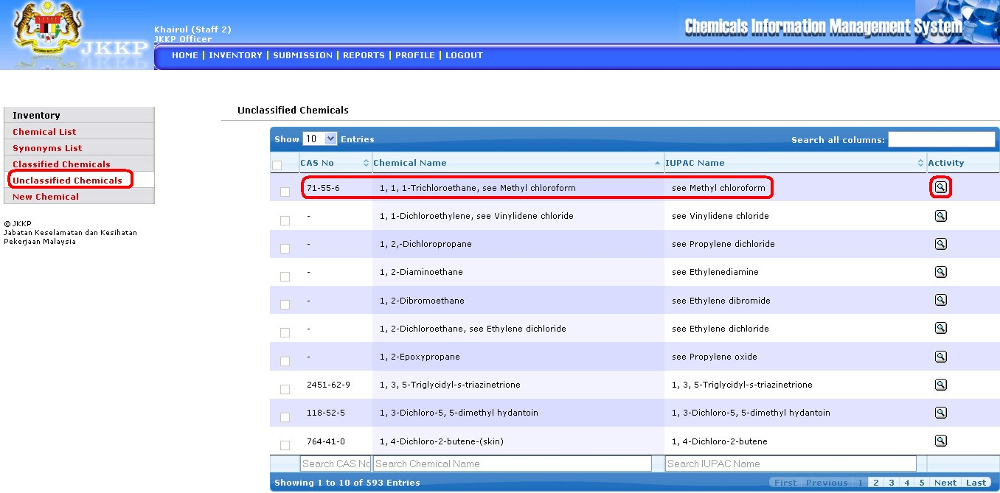 Khairul (Staff 2)
JKKP Officer
JKKP
Chemicals Information Management System
HOME | INVENTORY | SUBMISSION | REPORTS | PROFILE | LOGOUT
Inventory
Chemical List
Synonyms List
Classified Chemicals
Unclassified Chemicals
New Chemical
©JKKP
Jabatan Keselamatan dan Kesihatan
Pekerjaan Malaysia
Unclassified Chemicals
Show 10 Entries Search all columns:
CAS No Chemical Name IUPAC Name Activity
71-55-6 1, 1, 1-Trichloroethane, see Methyl chloroform see Methyl chloroform
- 1, 1-Dichloroethylene, see Vinylidene chloride see Vinylidene chloride
- 1, 2,-Dichloropropane see Propylene dichloride
- 1, 2-Diaminoethane see Ethylenediamine
- 1, 2-Dibromoethane see Ethylene dibromide
- 1, 2-Dichloroethane, see Ethylene dichloride see Ethylene dichloride
- 1, 2-Epoxypropane see Propylene oxide
2451-62-9 1, 3, 5-Triglycidyl-s-triazinetrione 1, 3, 5-Triglycidyl-s-triazinetrione
118-52-5 1, 3-Dichloro-5, 5-dimethyl hydantoin 1, 3-Dichloro-5, 5-dimethyl hydantoin
764-41-0 1, 4-Dichloro-2-butene-(skin) 1, 4-Dichloro-2-butene
Search CAS No Search Chemical Name Search IUPAC Name
Showing 1 to 10 of 593 Entries First Previous 1 2 3 4 5 Next Last